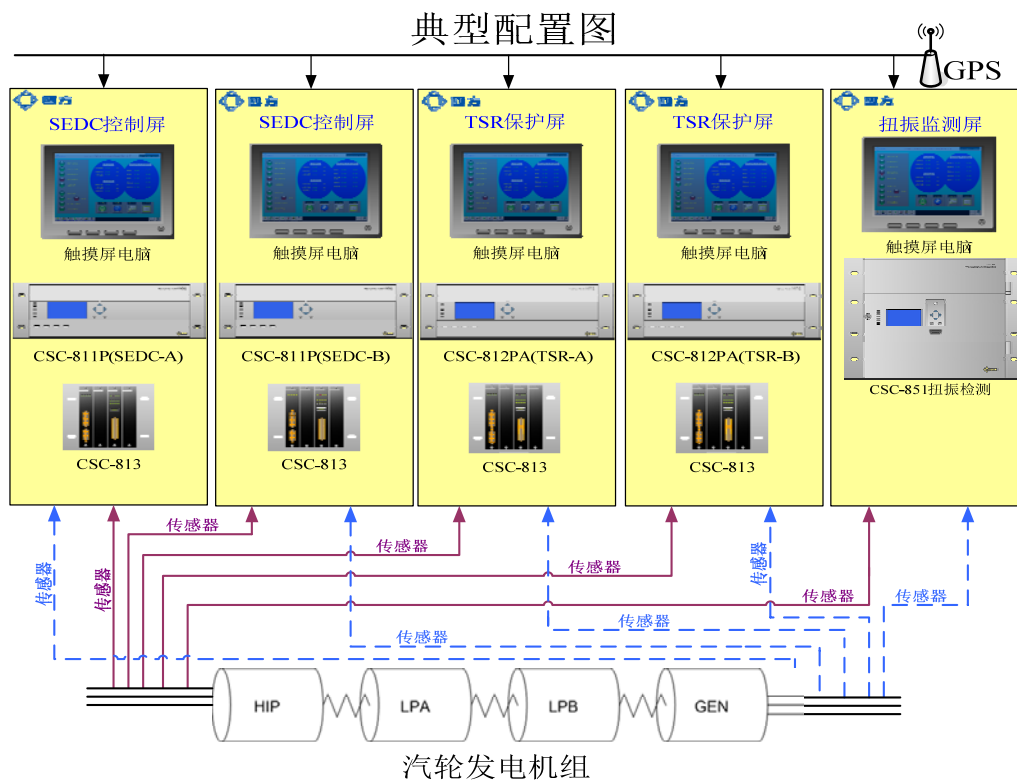 典型配置图
GPS
四方
四方
四方
四方
四方
SEDC控制屏
SEDC控制屏
TSR保护屏
TSR保护屏
扭振监测屏
触摸屏电脑
触摸屏电脑
触摸屏电脑
触摸屏电脑
触摸屏电脑
CSC-811P(SEDC-A)
CSC-811P(SEDC-B)
CSC-812PA(TSR-A)
CSC-812PA(TSR-B)
CSC-851扭振检测
CSC-813
CSC-813
CSC-813
CSC-813
传感器
传感器
传感器
传感器
传感器
传感器
传感器
传感器
传感器
传感器
HIP
LPA
LPB
GEN
汽轮发电机组